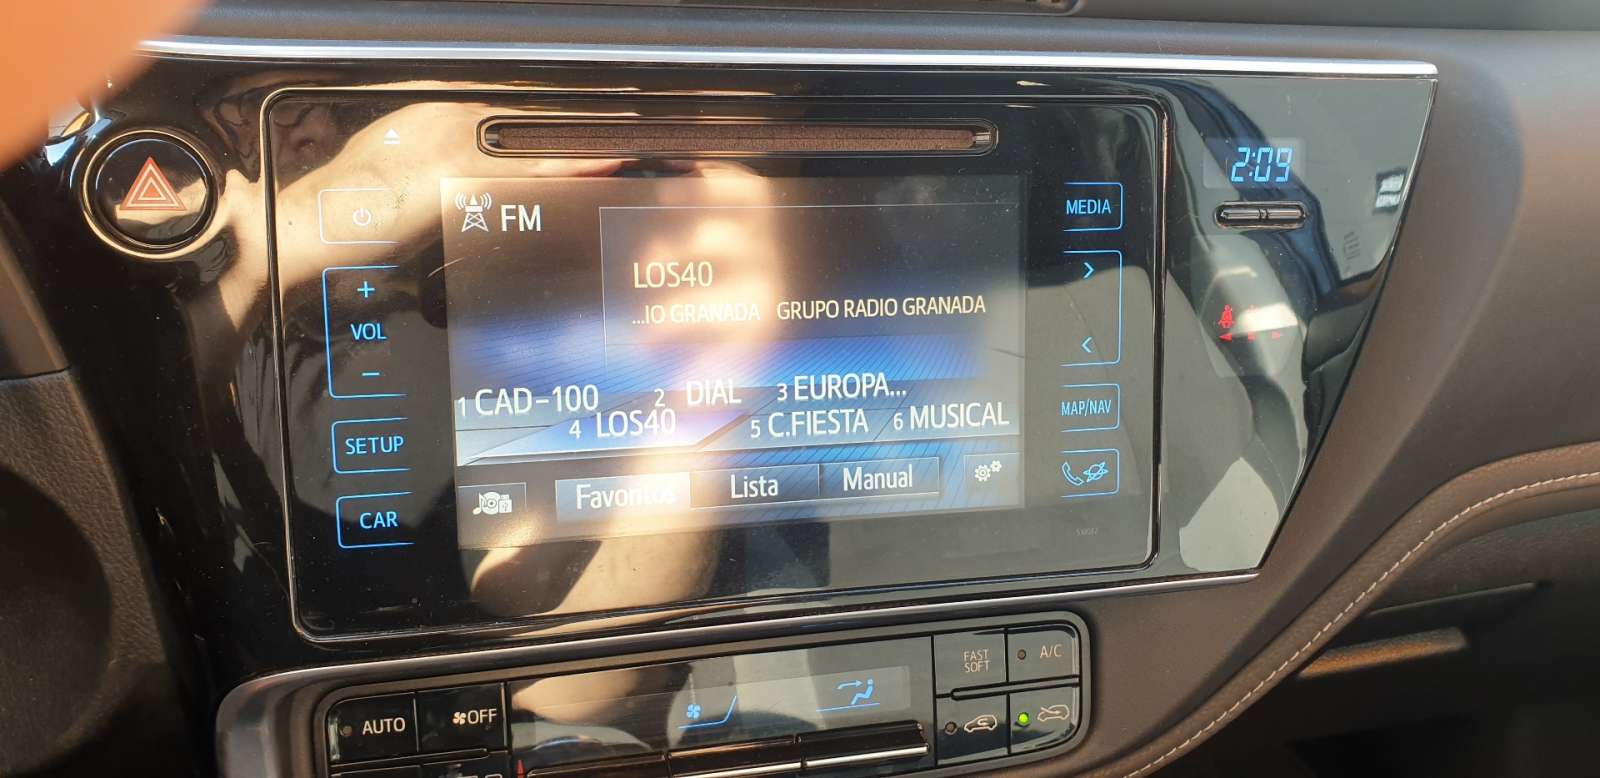 2:09
FM
MEDIA
LOS40
...IO GRANADA GRUPO RADIO GRANADA
+
VOL
-
1 CAD-100 2 DIAL 3 EUROPA...
4 LOS40 5 C.FIESTA 6 MUSICAL
MAP/NAV
SETUP
Favoritos Lista Manual
CAR
FAST
SOFT
A/C
AUTO
OFF